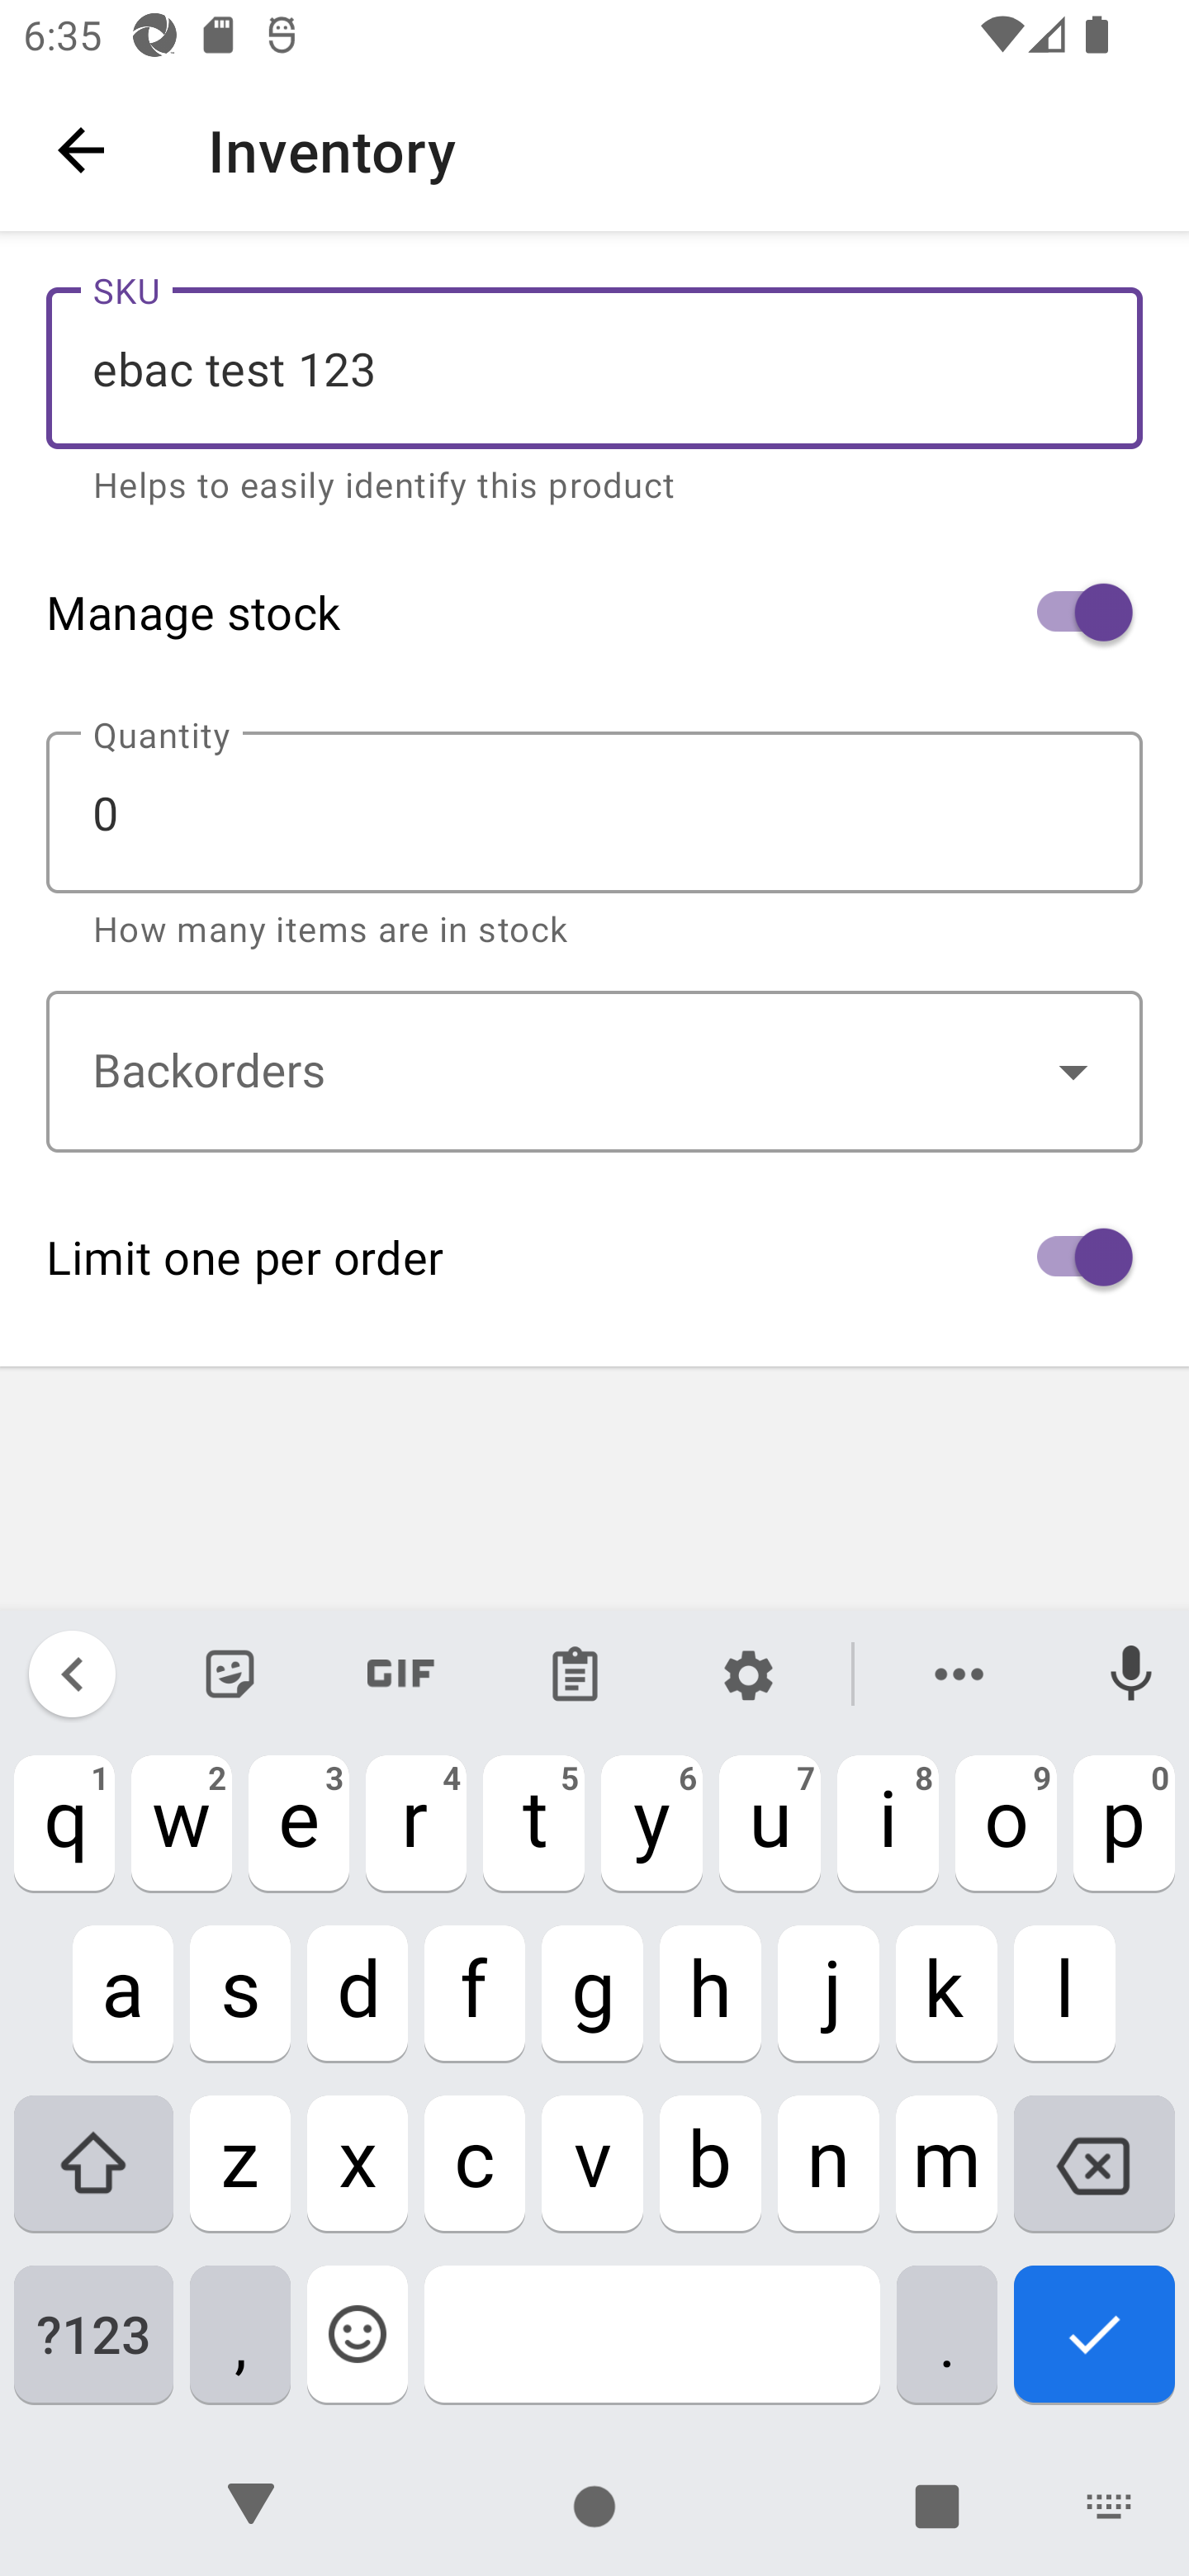 6:35
Inventory
SKU
ebac test 123
Helps to easily identify this product
Manage stock
Quantity
0
How many items are in stock
Backorders
Limit one per order
GIF
q 1 w 2 e 3 r 4 t 5 y 6 u 7 i 8 o 9 p 0
a s d f g h j k l
z x c v b n m
?123 , .